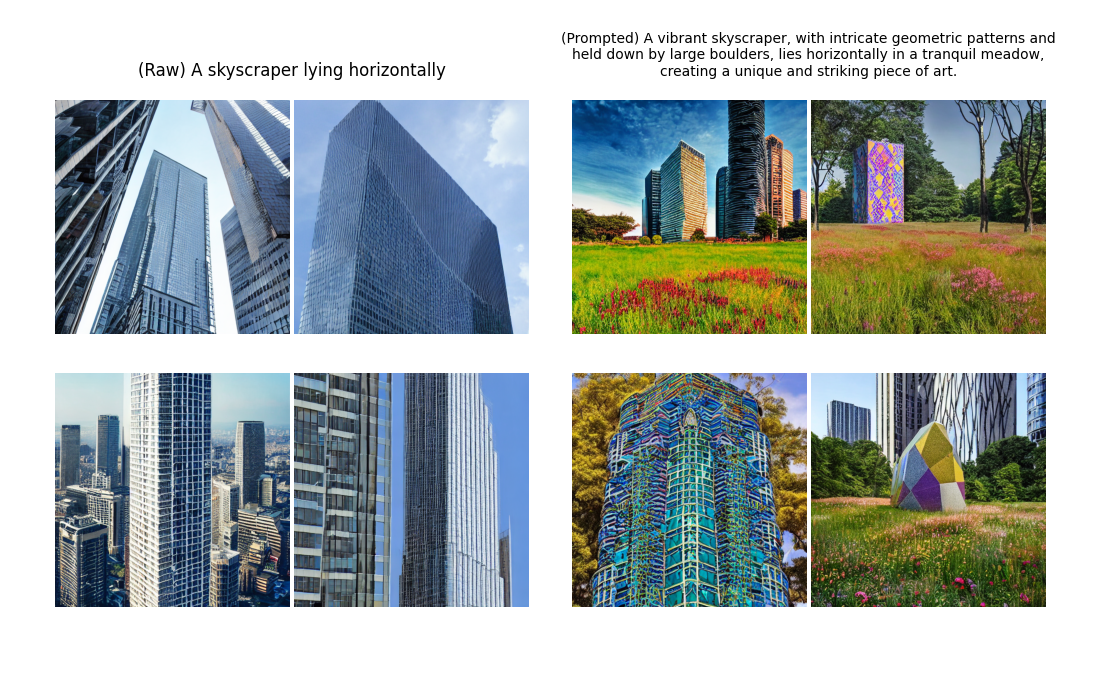 (Raw) A skyscraper lying horizontally
(Prompted) A vibrant skyscraper, with intricate geometric patterns and
held down by large boulders, lies horizontally in a tranquil meadow,
creating a unique and striking piece of art.